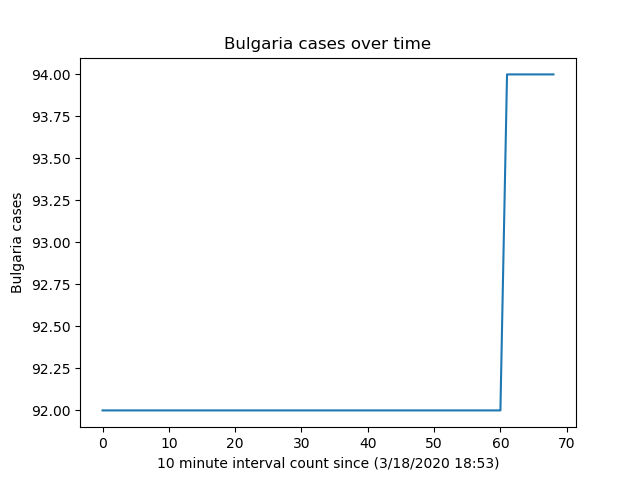 Bulgaria cases over time
94.00
93.75
93.50
93.25
93.00
92.75
92.50
92.25
92.00
Bulgaria cases
0 10 20 30 40 50 60 70
10 minute interval count since (3/18/2020 18:53)